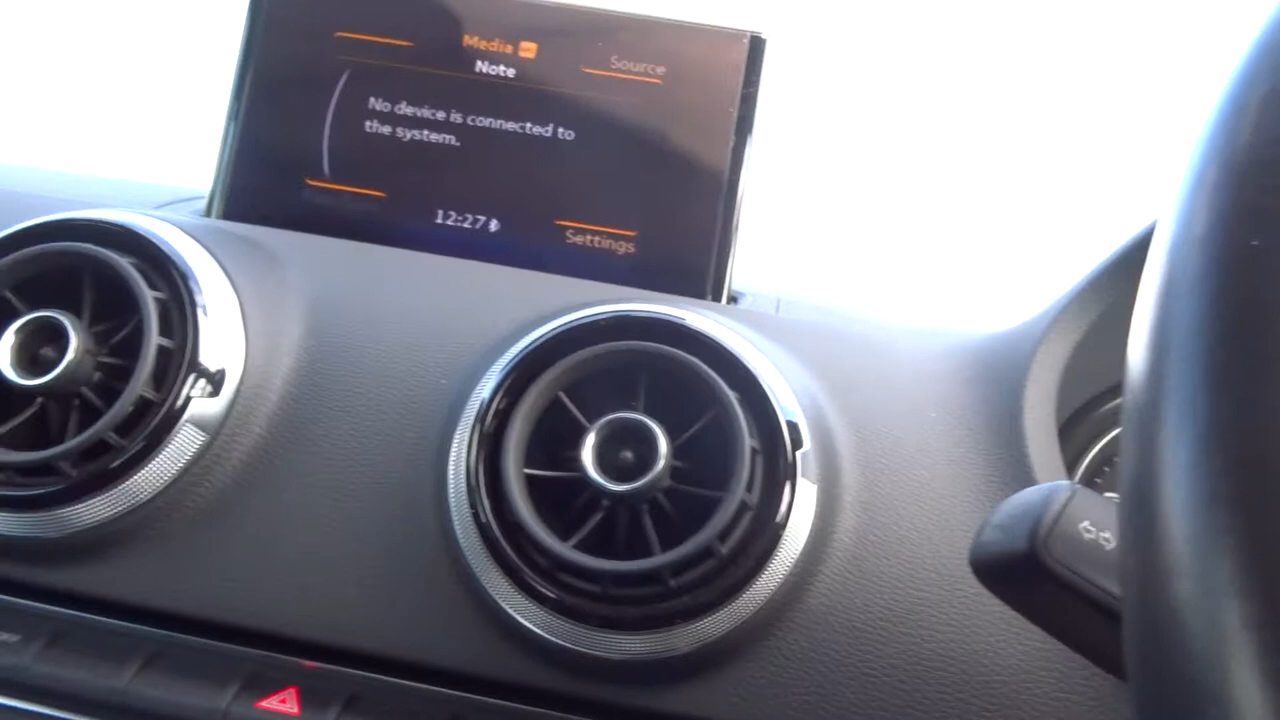 Media
Note
Source
No device is connected to
the system.
12:27
Settings